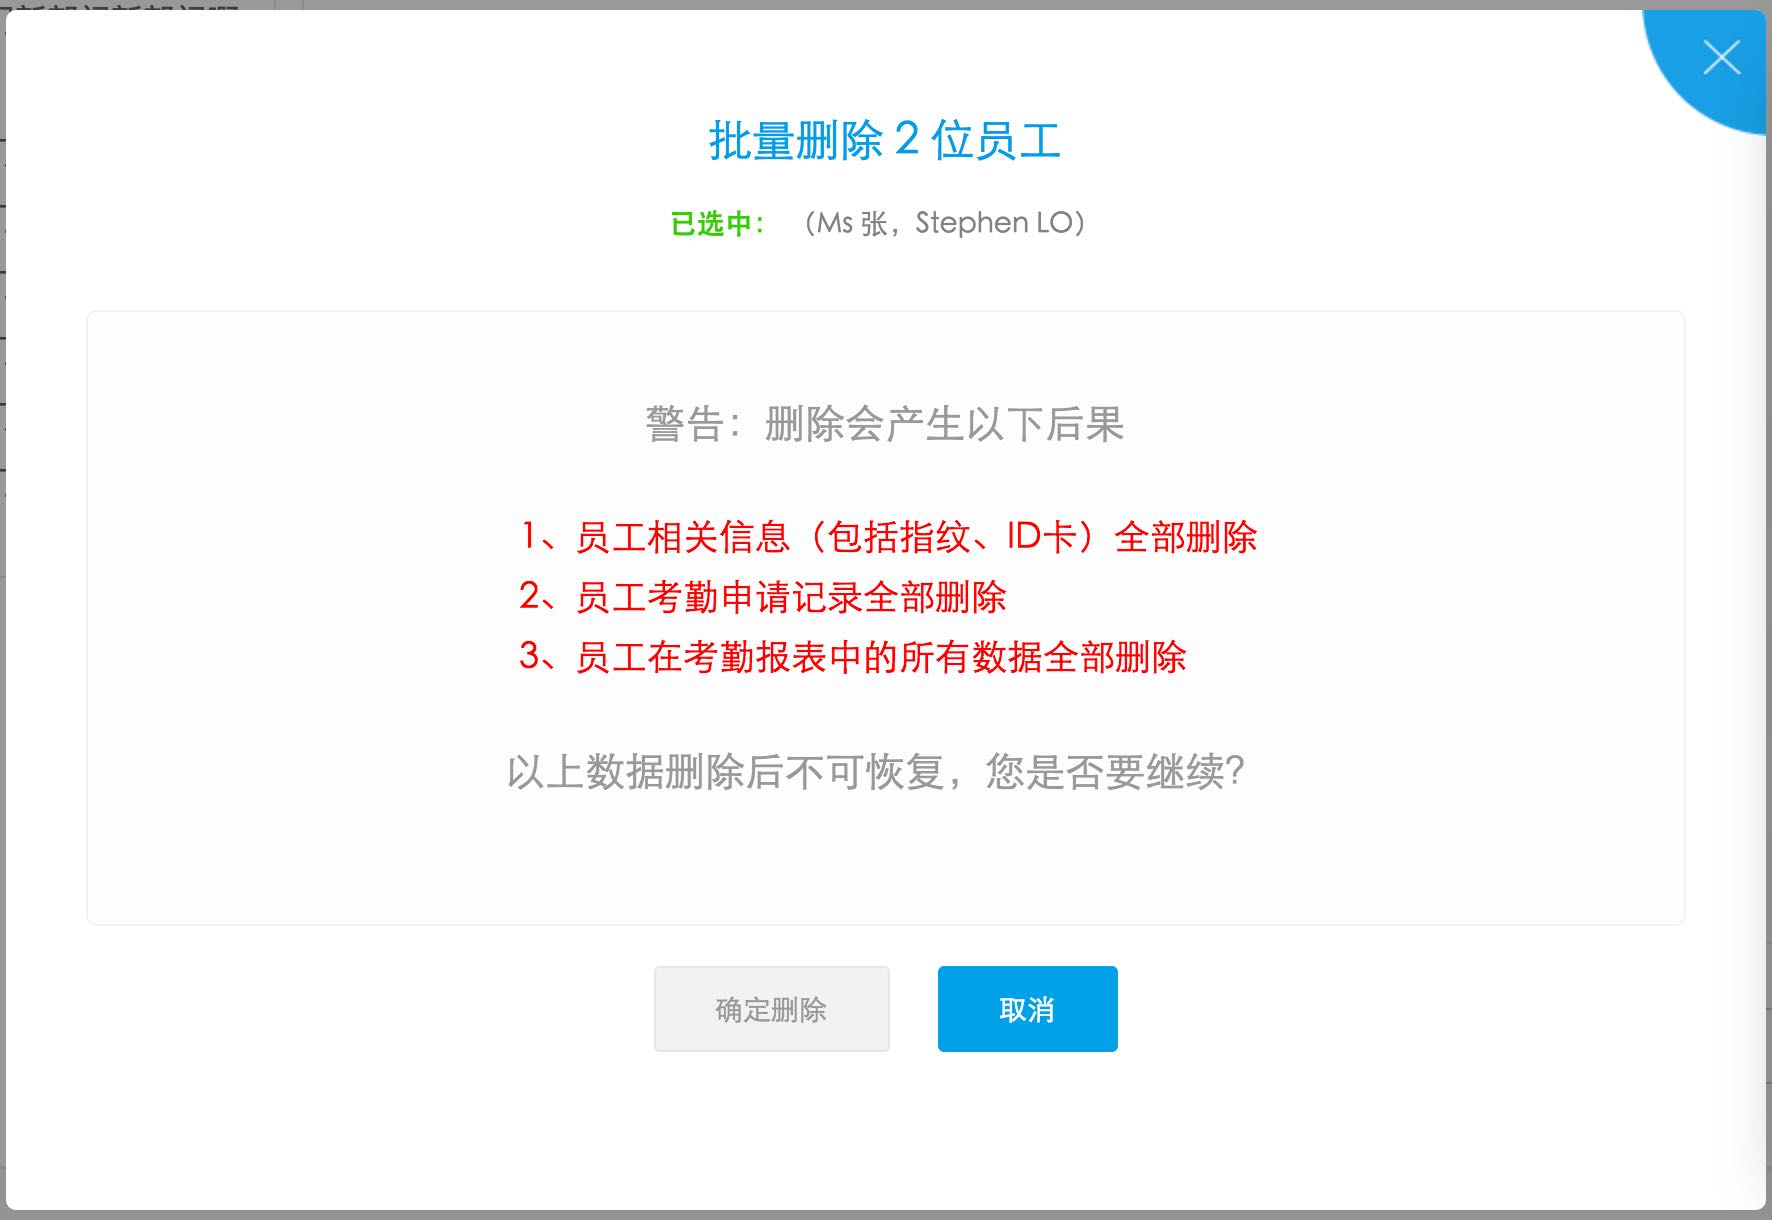 批量删除 2 位员工
已选中： （Ms 张，Stephen LO）
警告：删除会产生以下后果
1、员工相关信息（包括指纹、ID卡）全部删除
2、员工考勤申请记录全部删除
3、员工在考勤报表中的所有数据全部删除
以上数据删除后不可恢复，您是否要继续？
确定删除
取消